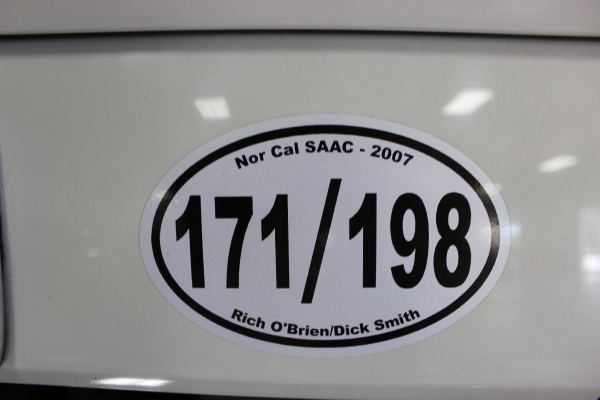 Nor Cal SAAC - 2007
171/198
Rich O'Brien/Dick Smith